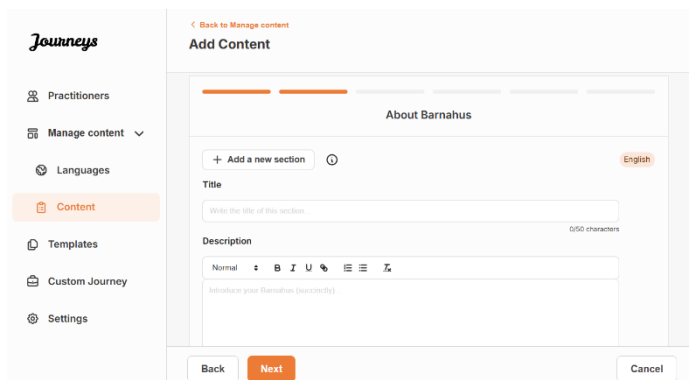 Journeys
Practitioners
Manage content
Languages
Content
Templates
Custom Journey
Settings
< Back to Manage content
Add Content
About Barnahus
+ Add a new section
English
Title
Write the title of this section...
0/50 characters
Description
Normal B I U
Introduce your Barnahus (succinctly)...
Back Next Cancel